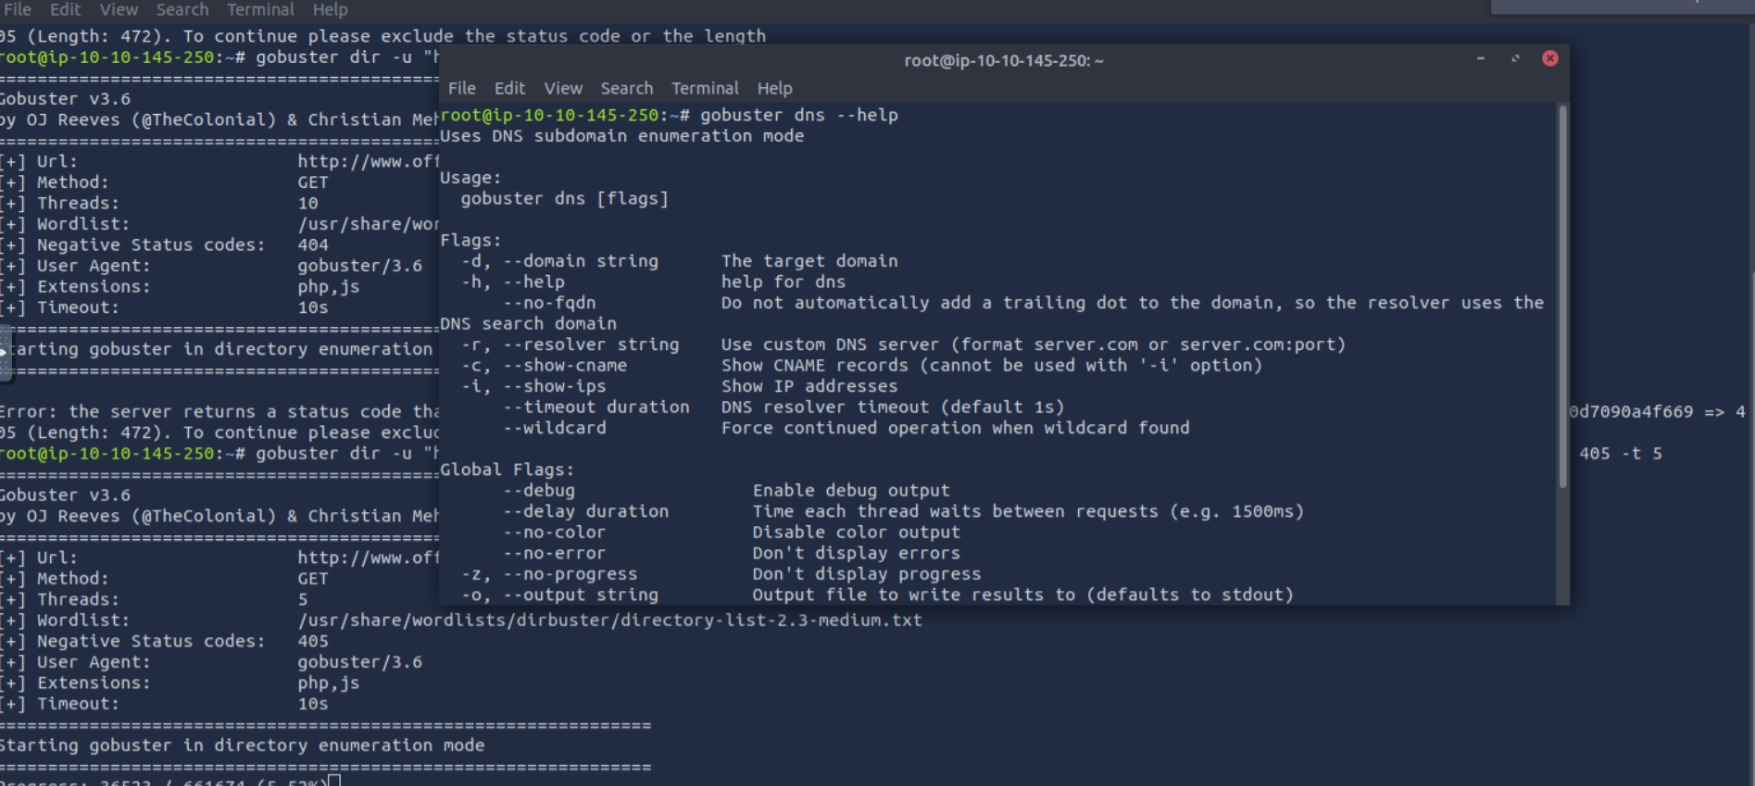 File Edit View Search Terminal Help
05 (Length: 472). To continue please exclude the status code or the length
root@ip-10-10-145-250:~# gobuster dir -u "h
===========================================
Gobuster v3.6
by OJ Reeves (@TheColonial) & Christian Meh
===========================================
[+] Url: http://www.off
[+] Method: GET
[+] Threads: 10
[+] Wordlist: /usr/share/wor
[+] Negative Status codes: 404
[+] User Agent: gobuster/3.6
[+] Extensions: php,js
[+] Timeout: 10s
===========================================
Starting gobuster in directory enumeration
===========================================
Error: the server returns a status code tha
0d7090a4f669 => 4
05 (Length: 472). To continue please exclud
root@ip-10-10-145-250:~# gobuster dir -u "h
405 -t 5
===========================================
Gobuster v3.6
by OJ Reeves (@TheColonial) & Christian Meh
===========================================
[+] Url: http://www.off
[+] Method: GET
[+] Threads: 5
[+] Wordlist: /usr/share/wordlists/dirbuster/directory-list-2.3-medium.txt
[+] Negative Status codes: 405
[+] User Agent: gobuster/3.6
[+] Extensions: php,js
[+] Timeout: 10s
===============================================================
Starting gobuster in directory enumeration mode
===============================================================
Progress: 36523 / 661674 (5.52%)
root@ip-10-10-145-250: ~
File Edit View Search Terminal Help
root@ip-10-10-145-250:~# gobuster dns --help
Uses DNS subdomain enumeration mode
Usage:
gobuster dns [flags]
Flags:
-d, --domain string The target domain
-h, --help help for dns
--no-fqdn Do not automatically add a trailing dot to the domain, so the resolver uses the
DNS search domain
-r, --resolver string Use custom DNS server (format server.com or server.com:port)
-c, --show-cname Show CNAME records (cannot be used with '-i' option)
-i, --show-ips Show IP addresses
--timeout duration DNS resolver timeout (default 1s)
--wildcard Force continued operation when wildcard found
Global Flags:
--debug Enable debug output
--delay duration Time each thread waits between requests (e.g. 1500ms)
--no-color Disable color output
--no-error Don't display errors
-z, --no-progress Don't display progress
-o, --output string Output file to write results to (defaults to stdout)